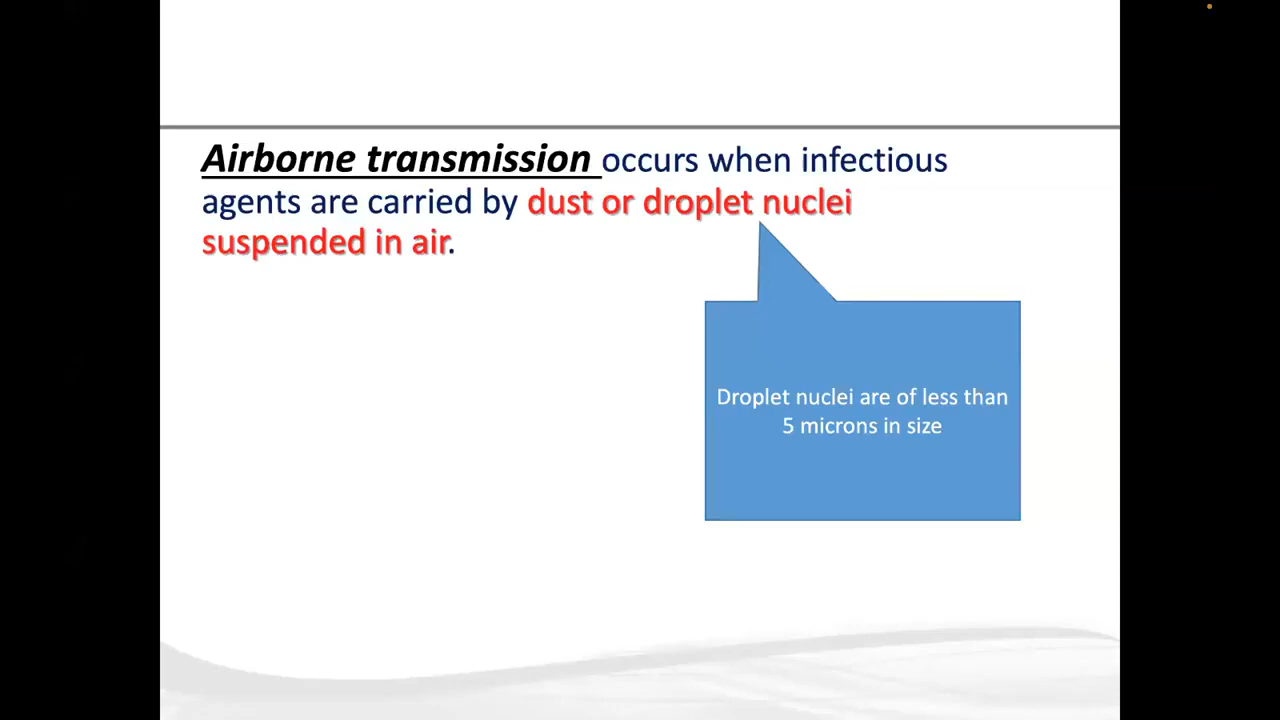 Airborne transmission occurs when infectious
agents are carried by dust or droplet nuclei
suspended in air.
Droplet nuclei are of less than
5 microns in size